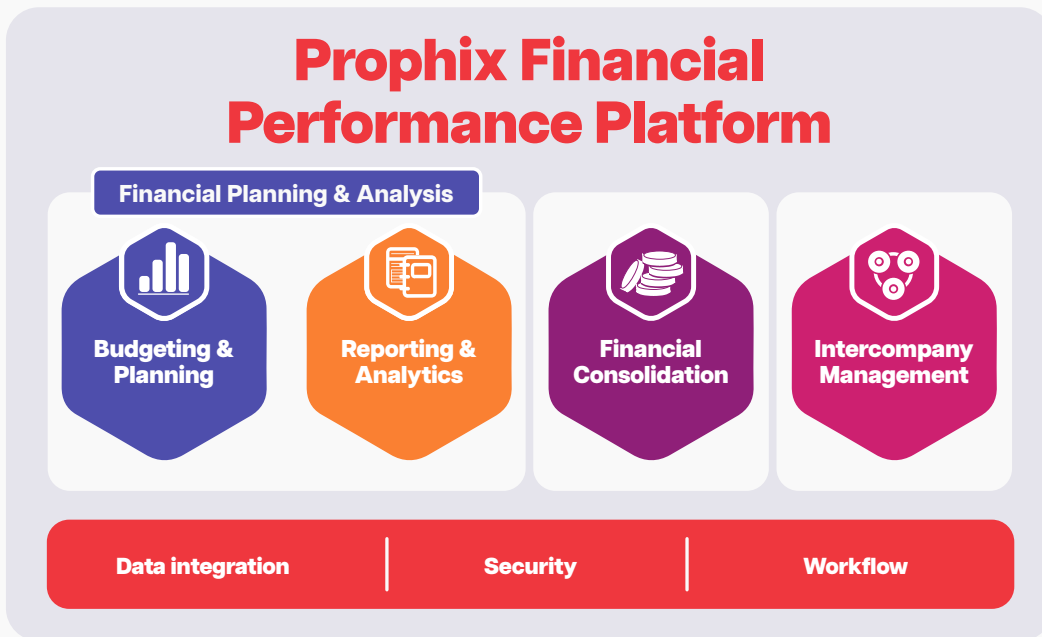 Prophix Financial
Performance Platform
Financial Planning & Analysis
Budgeting &
Planning
Reporting &
Analytics
Financial
Consolidation
Intercompany
Management
Data integration
Security
Workflow